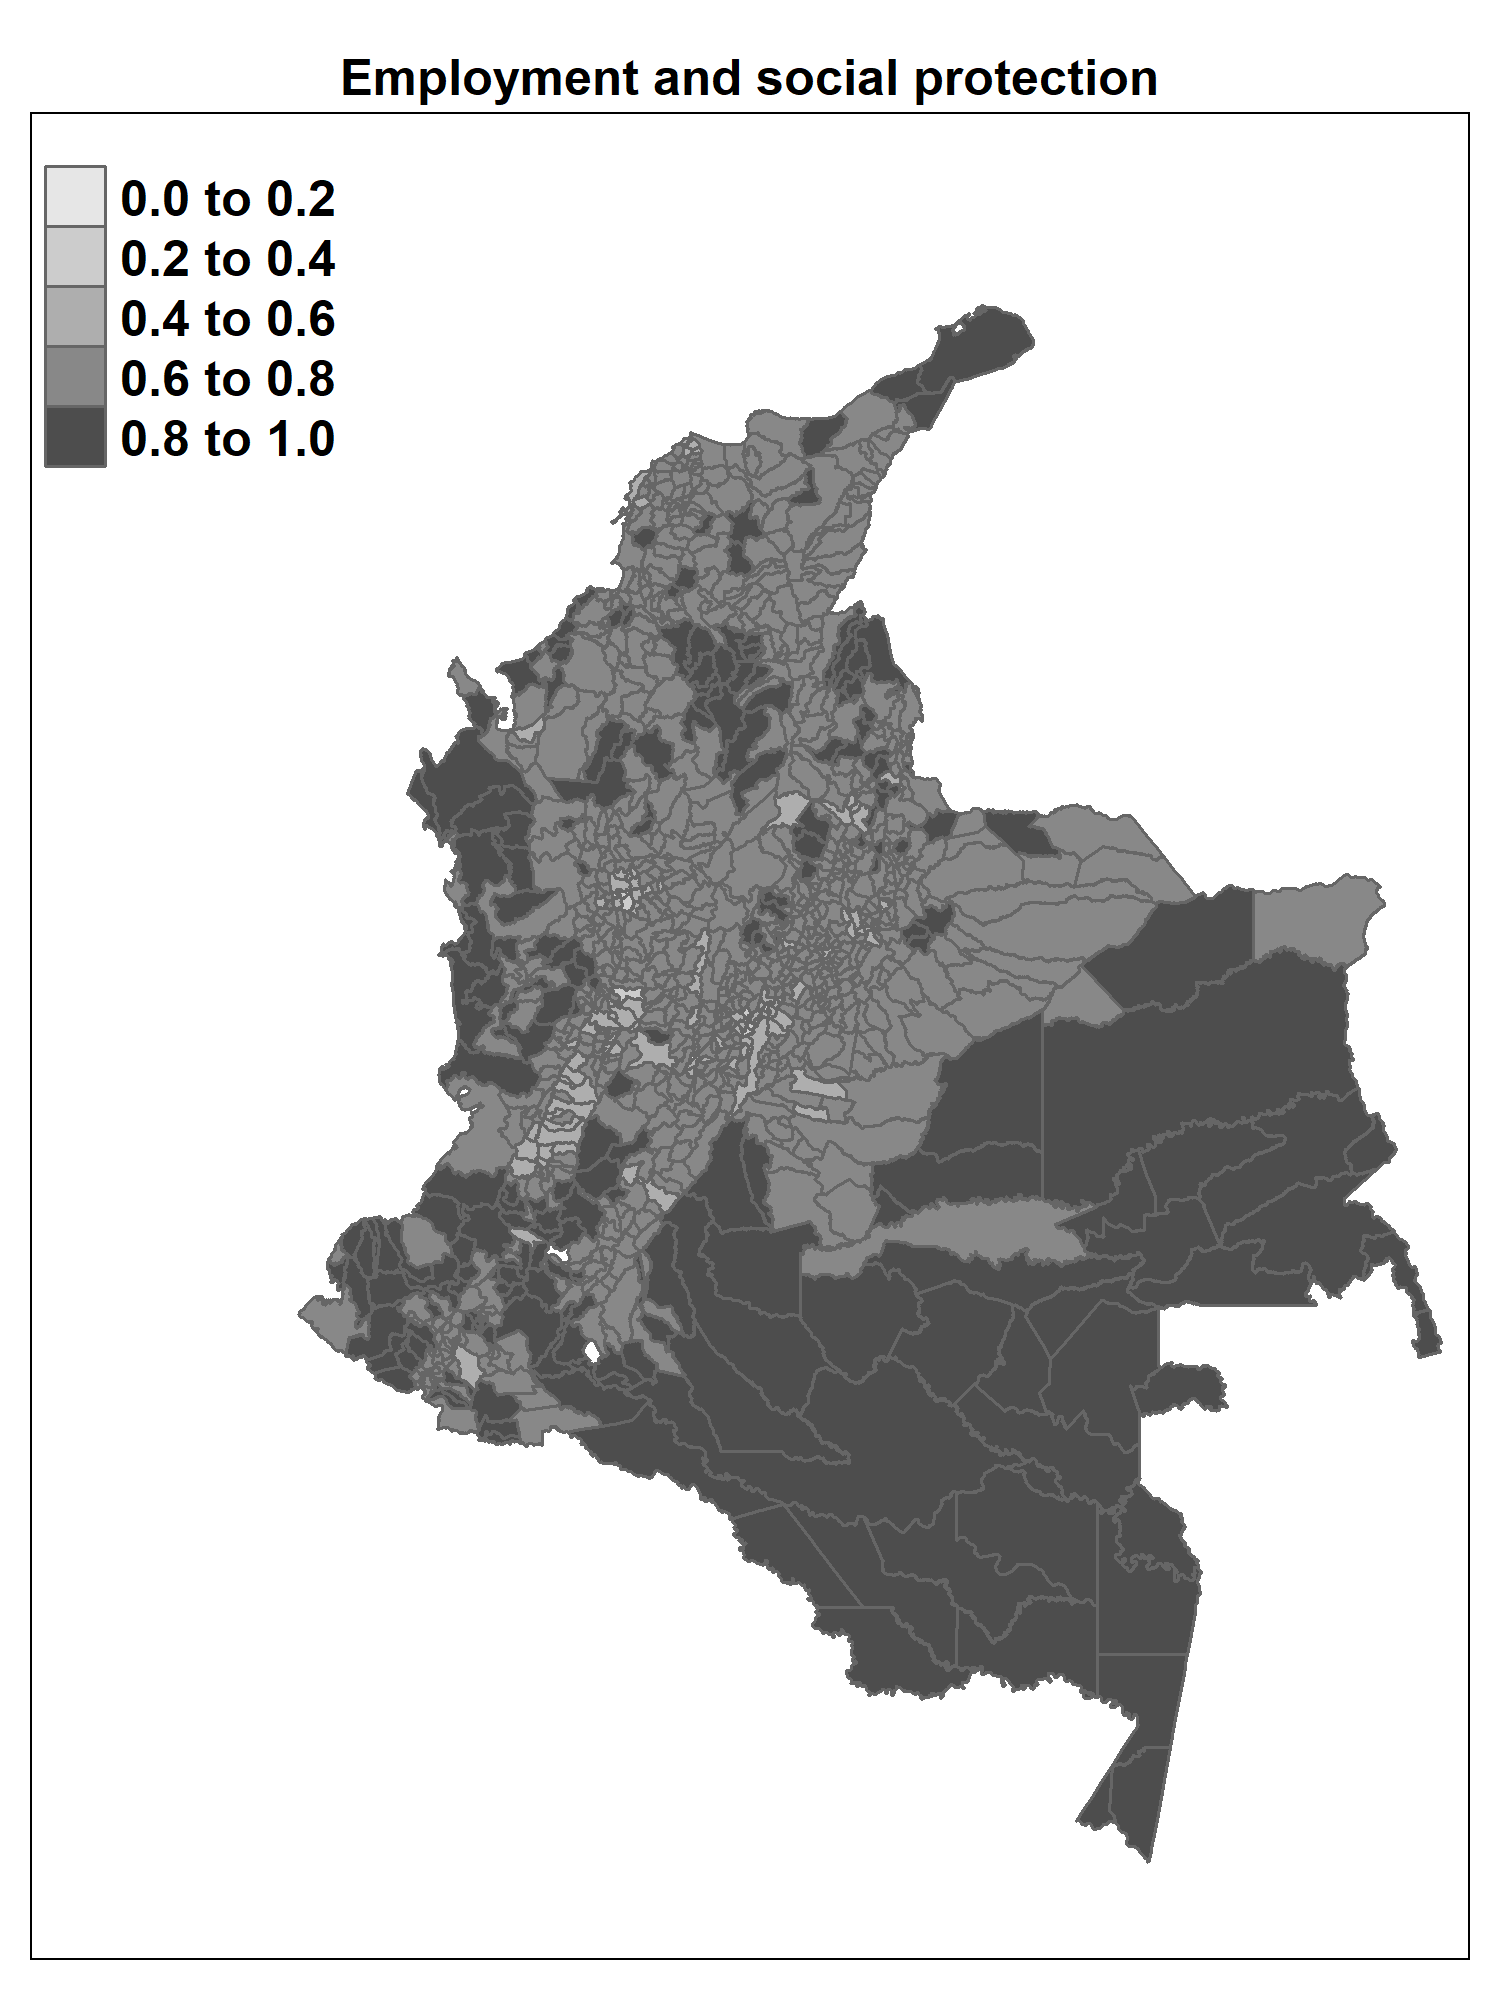 Employment and social protection
0.0 to 0.2
0.2 to 0.4
0.4 to 0.6
0.6 to 0.8
0.8 to 1.0